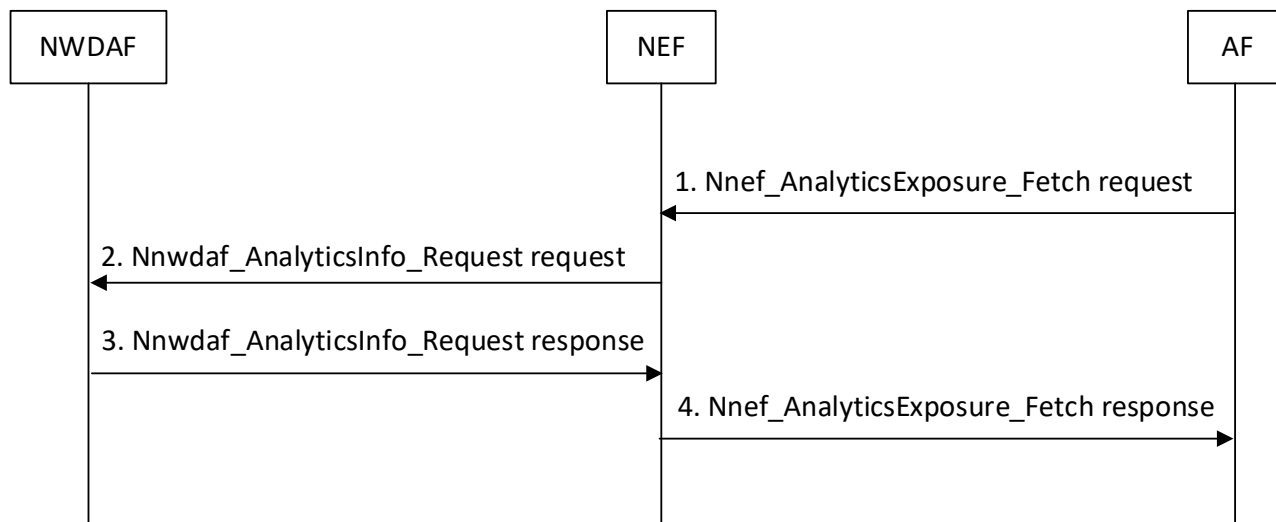 NWDAF
NEF
AF
1. Nnef_AnalyticsExposure_Fetch request
2. Nnwdaf_AnalyticsInfo_Request request
3. Nnwdaf_AnalyticsInfo_Request response
4. Nnef_AnalyticsExposure_Fetch response